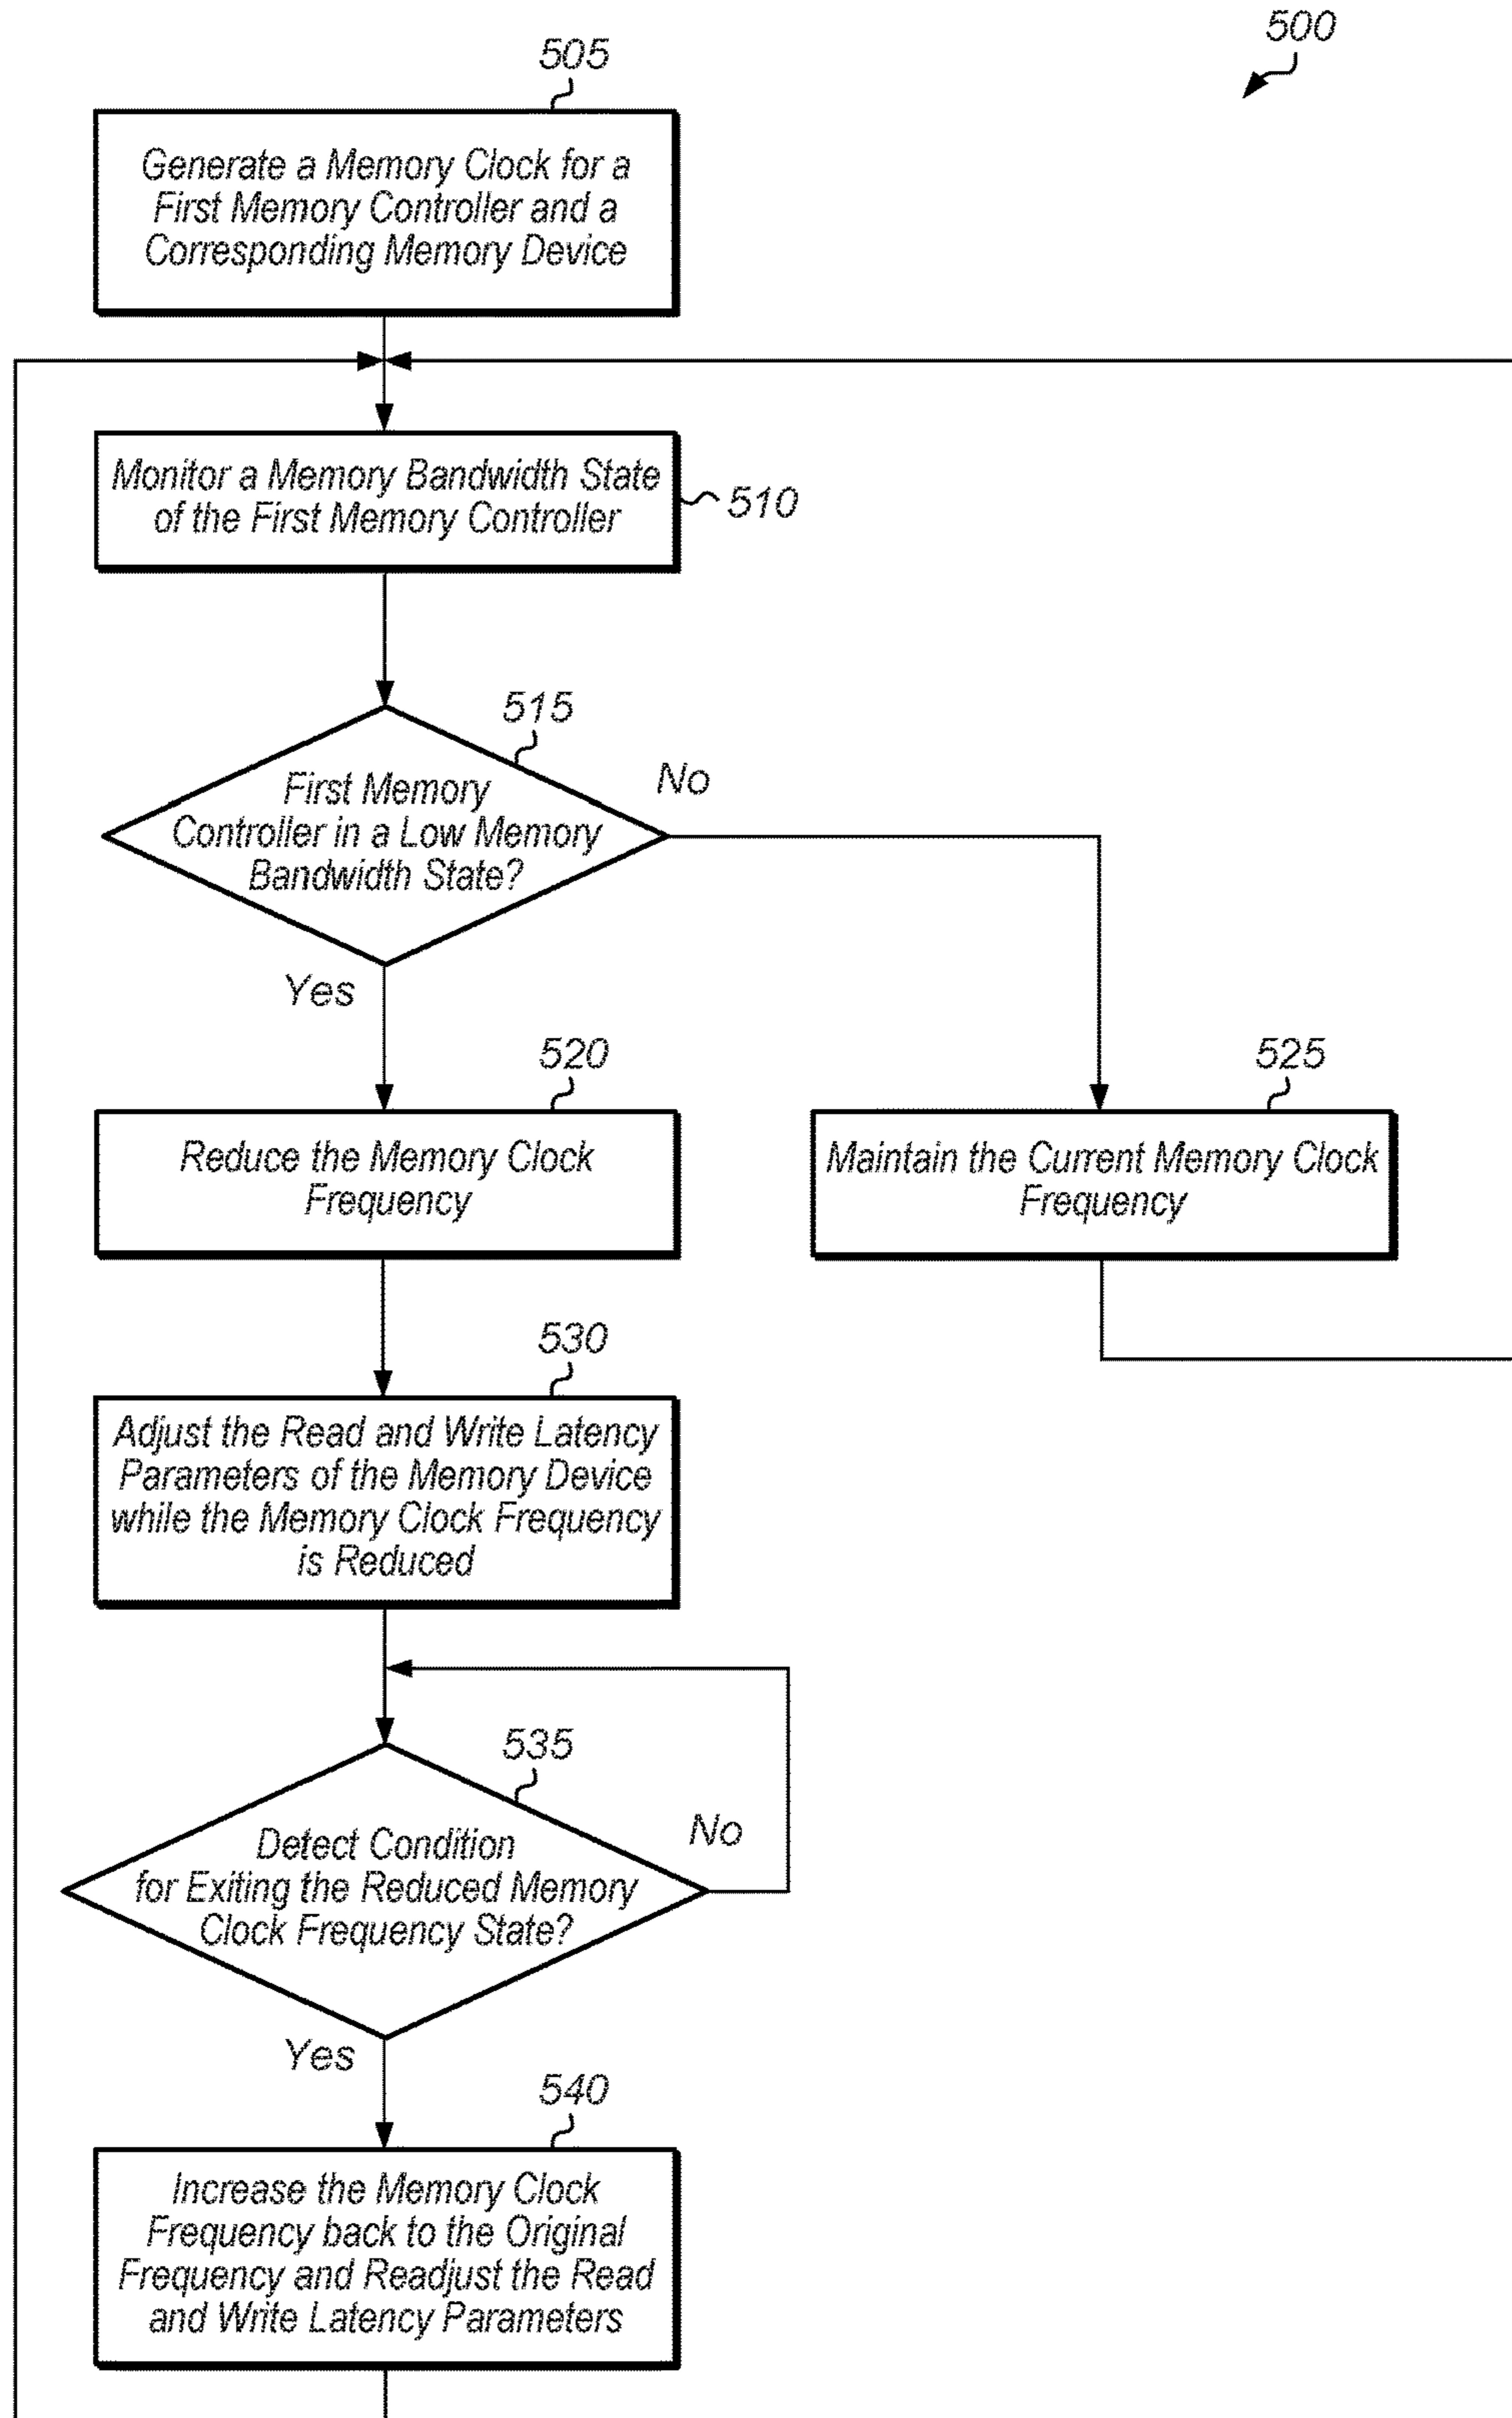 500
505
Generate a Memory Clock for a
First Memory Controller and a
Corresponding Memory Device
Monitor a Memory Bandwidth State
of the First Memory Controller
510
515
First Memory
Controller in a Low Memory
Bandwidth State?
No
Yes
520
Reduce the Memory Clock
Frequency
525
Maintain the Current Memory Clock
Frequency
530
Adjust the Read and Write Latency
Parameters of the Memory Device
while the Memory Clock Frequency
is Reduced
535
Detect Condition
for Exiting the Reduced Memory
Clock Frequency State?
No
Yes
540
Increase the Memory Clock
Frequency back to the Original
Frequency and Readjust the Read
and Write Latency Parameters